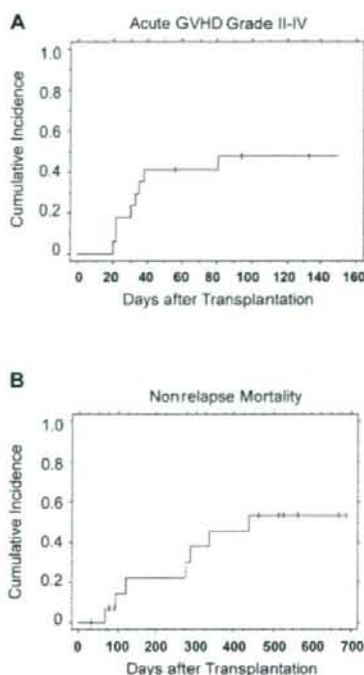 A
Acute GVHD Grade II-IV
1.0
0.8
0.6
0.4
0.2
0
Cumulative Incidence
0 20 40 60 80 100 120 140 160
Days after Transplantation
B
Nonrelapse Mortality
1.0
0.8
0.6
0.4
0.2
0
Cumulative Incidence
0 100 200 300 400 500 600 700
Days after Transplantation